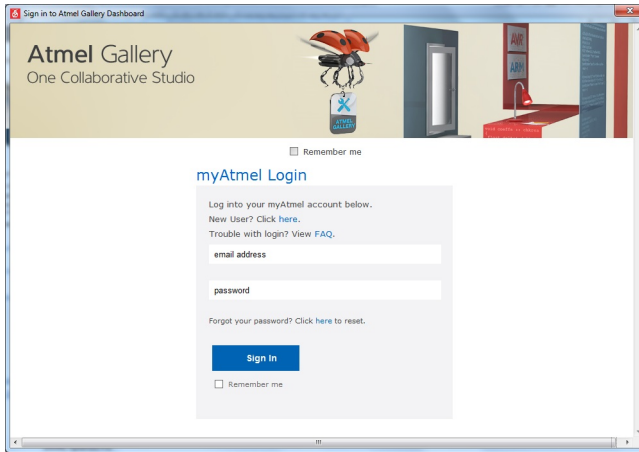 Sign in to Atmel Gallery Dashboard
Atmel Gallery
One Collaborative Studio
ATMEL
GALLERY
AVR
ARM
Remember me
myAtmel Login
Log into your myAtmel account below.
New User? Click here.
Trouble with login? View FAQ.
email address
password
Forgot your password? Click here to reset.
Sign In
Remember me